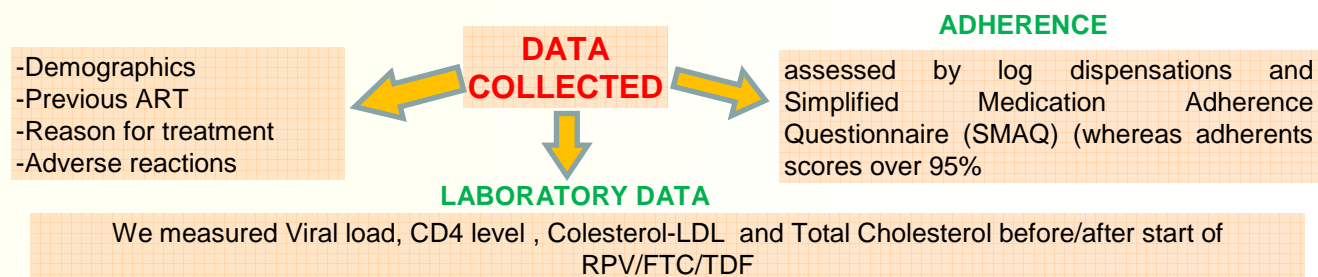 DATA
COLLECTED
-Demographics
-Previous ART
-Reason for treatment
-Adverse reactions
ADHERENCE
assessed by log dispensations and
Simplified Medication Adherence
Questionnaire (SMAQ) (whereas adherents
scores over 95%
LABORATORY DATA
We measured Viral load, CD4 level , Colesterol-LDL and Total Cholesterol before/after start of
RPV/FTC/TDF